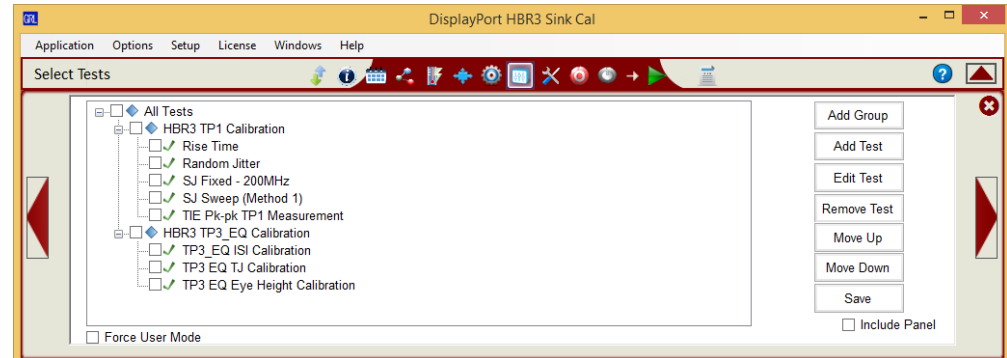 GRL
DisplayPort HBR3 Sink Cal
Application Options Setup License Windows Help
Select Tests
All Tests
HBR3 TP1 Calibration
Rise Time
Random Jitter
SJ Fixed - 200MHz
SJ Sweep (Method 1)
TIE Pk-pk TP1 Measurement
HBR3 TP3_EQ Calibration
TP3_EQ ISI Calibration
TP3 EQ TJ Calibration
TP3 EQ Eye Height Calibration
Force User Mode
Add Group
Add Test
Edit Test
Remove Test
Move Up
Move Down
Save
Include Panel